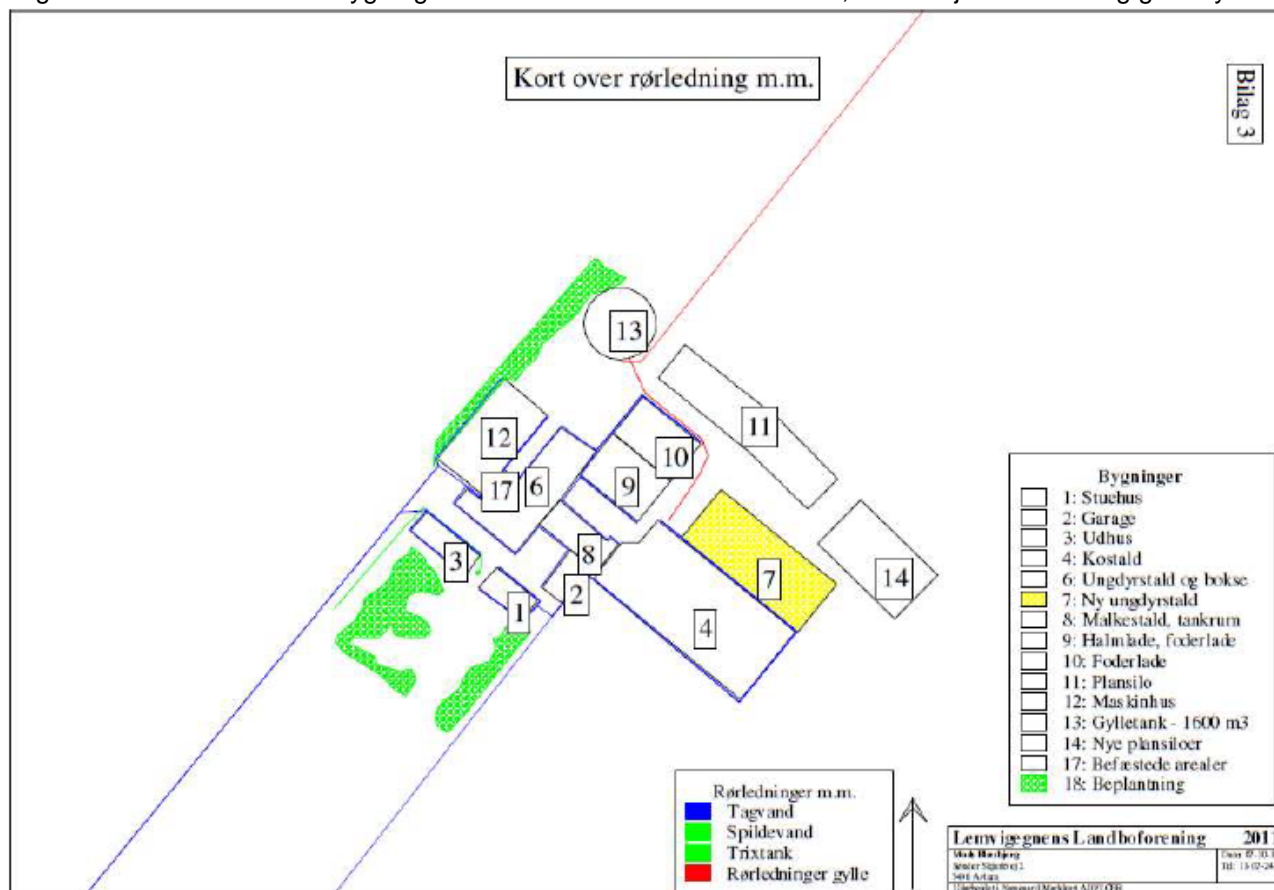 Kort over rørledning m.m.
Bilag 3
13
12
11
10
17
6
9
3
8
7
14
2
1
4
Bygninger
1: Stuehus
2: Garage
3: Udhus
4: Kostald
6: Ungdyrstald og bokse
7: Ny ungdyrstald
8: Malkestald, tankrum
9: Halmlade, foderlade
10: Foderlade
11: Plansilo
12: Maskinhus
13: Gylletank - 1600 m3
14: Nye plansiloer
17: Befæstede arealer
18: Beplantning
Rørledninger m.m.
Tagvand
Spildevand
Trixtank
Rørledninger gylle
Lemvigegnens Landboforening 2011